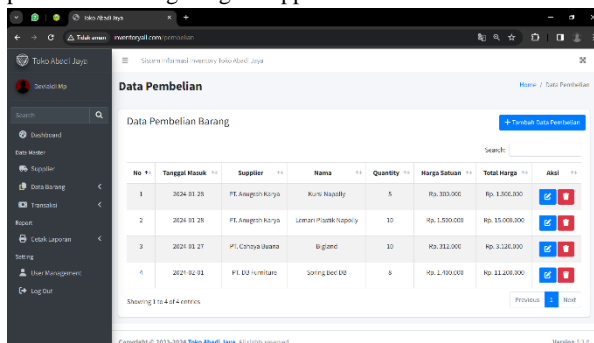 Toko Abadi Jaya
Tidak aman inventoryall.com/pembelian
Toko Abadi Jaya
Sistem Informasi Inventory Toko Abadi Jaya
Data Pembelian
Home / Data Pembelian
Search
Dashboard
Data Master
Supplier
Data Barang
Transaksi
Report
Cetak Laporan
Setting
User Management
Log Out
Data Pembelian Barang
+ Tambah Data Pembelian
Search:
No Tanggal Masuk Supplier Nama Quantity Harga Satuan Total Harga Aksi
1 2024-01-28 PT. Anugrah Karya Kursi Napolly 5 Rp. 300.000 Rp. 1.500.000
2 2024-01-28 PT. Anugrah Karya Lemari Plastik Napolly 10 Rp. 1.500.000 Rp. 15.000.000
3 2024-01-27 PT. Cahaya Buana Bigland 10 Rp. 312.000 Rp. 3.120.000
4 2024-02-01 PT. DB Furniture Spring Bed DB 8 Rp. 1.400.000 Rp. 11.200.000
Showing 1 to 4 of 4 entries
Previous 1 Next
Copyright © 2023-2024 Toko Abadi Jaya. All rights reserved.